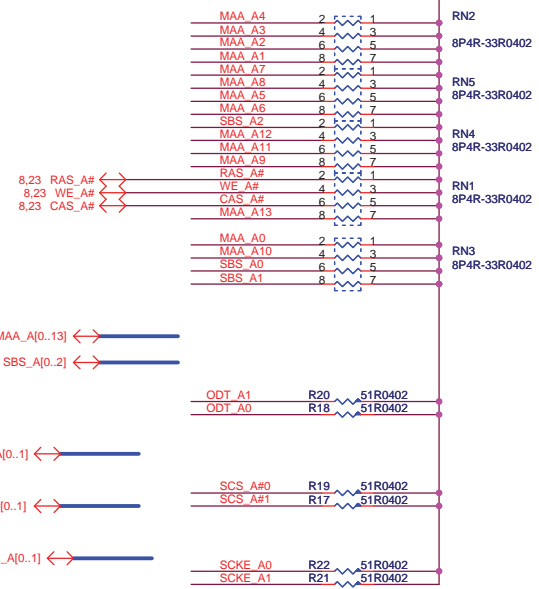 MAA_A4 2 1 RN2
MAA_A3 4 3
MAA_A2 6 5 8P4R-33R0402
MAA_A1 8 7
MAA_A7 2 1
MAA_A8 4 3 RN5
MAA_A5 6 5 8P4R-33R0402
MAA_A6 8 7
SBS_A2 2 1
MAA_A12 4 3 RN4
MAA_A11 6 5 8P4R-33R0402
MAA_A9 8 7
8,23 RAS_A# RAS_A# 2 1
8,23 WE_A# WE_A# 4 3 RN1
8,23 CAS_A# CAS_A# 6 5 8P4R-33R0402
MAA_A13 8 7
MAA_A0 2 1
MAA_A10 4 3 RN3
SBS_A0 6 5 8P4R-33R0402
SBS_A1 8 7
MAA_A[0..13]
SBS_A[0..2]
ODT_A1 R20 51R0402
ODT_A0 R18 51R0402
A[0..1]
SCS_A#0 R19 51R0402
SCS_A#1 R17 51R0402
[0..1]
_A[0..1]
SCKE_A0 R22 51R0402
SCKE_A1 R21 51R0402